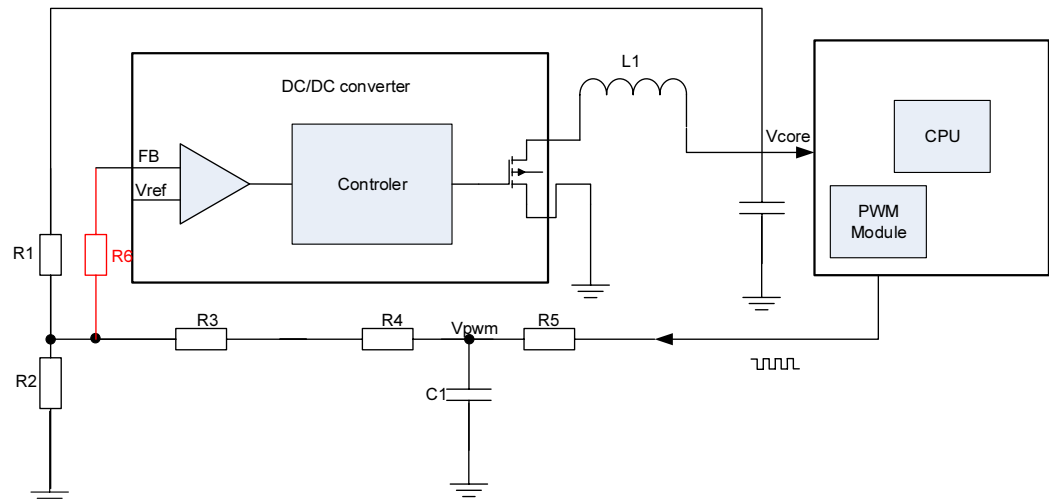 L1
DC/DC converter
Vcore
CPU
FB
Controler
Vref
PWM
Module
R1
R6
R3
R4
Vpwm
R5
R2
C1